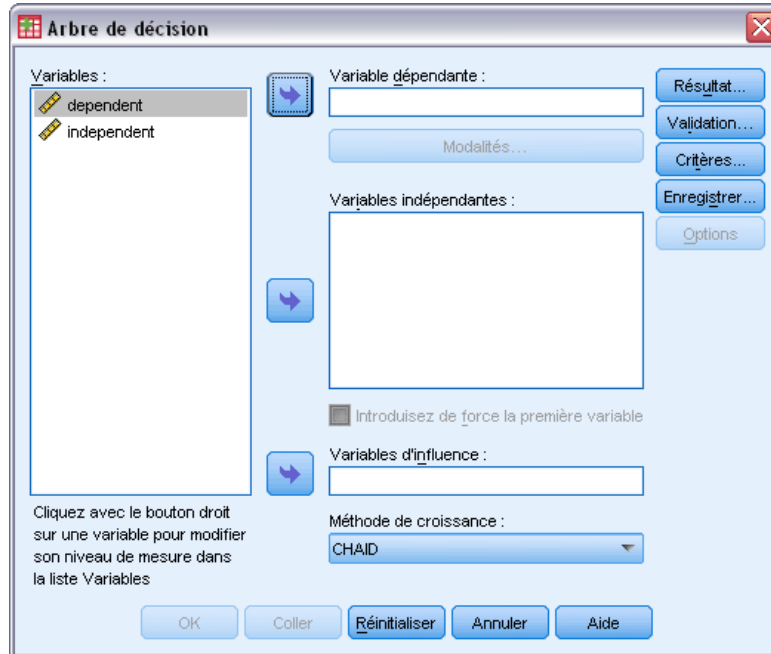 Arbre de décision
Variables :
dependent
independent
Cliquez avec le bouton droit
sur une variable pour modifier
son niveau de mesure dans
la liste Variables
Variable dépendante :
Modalités...
Variables indépendantes :
Introduisez de force la première variable
Variables d'influence :
Méthode de croissance :
CHAID
Résultat...
Validation...
Critères...
Enregistrer...
Options
OK
Coller
Réinitialiser
Annuler
Aide